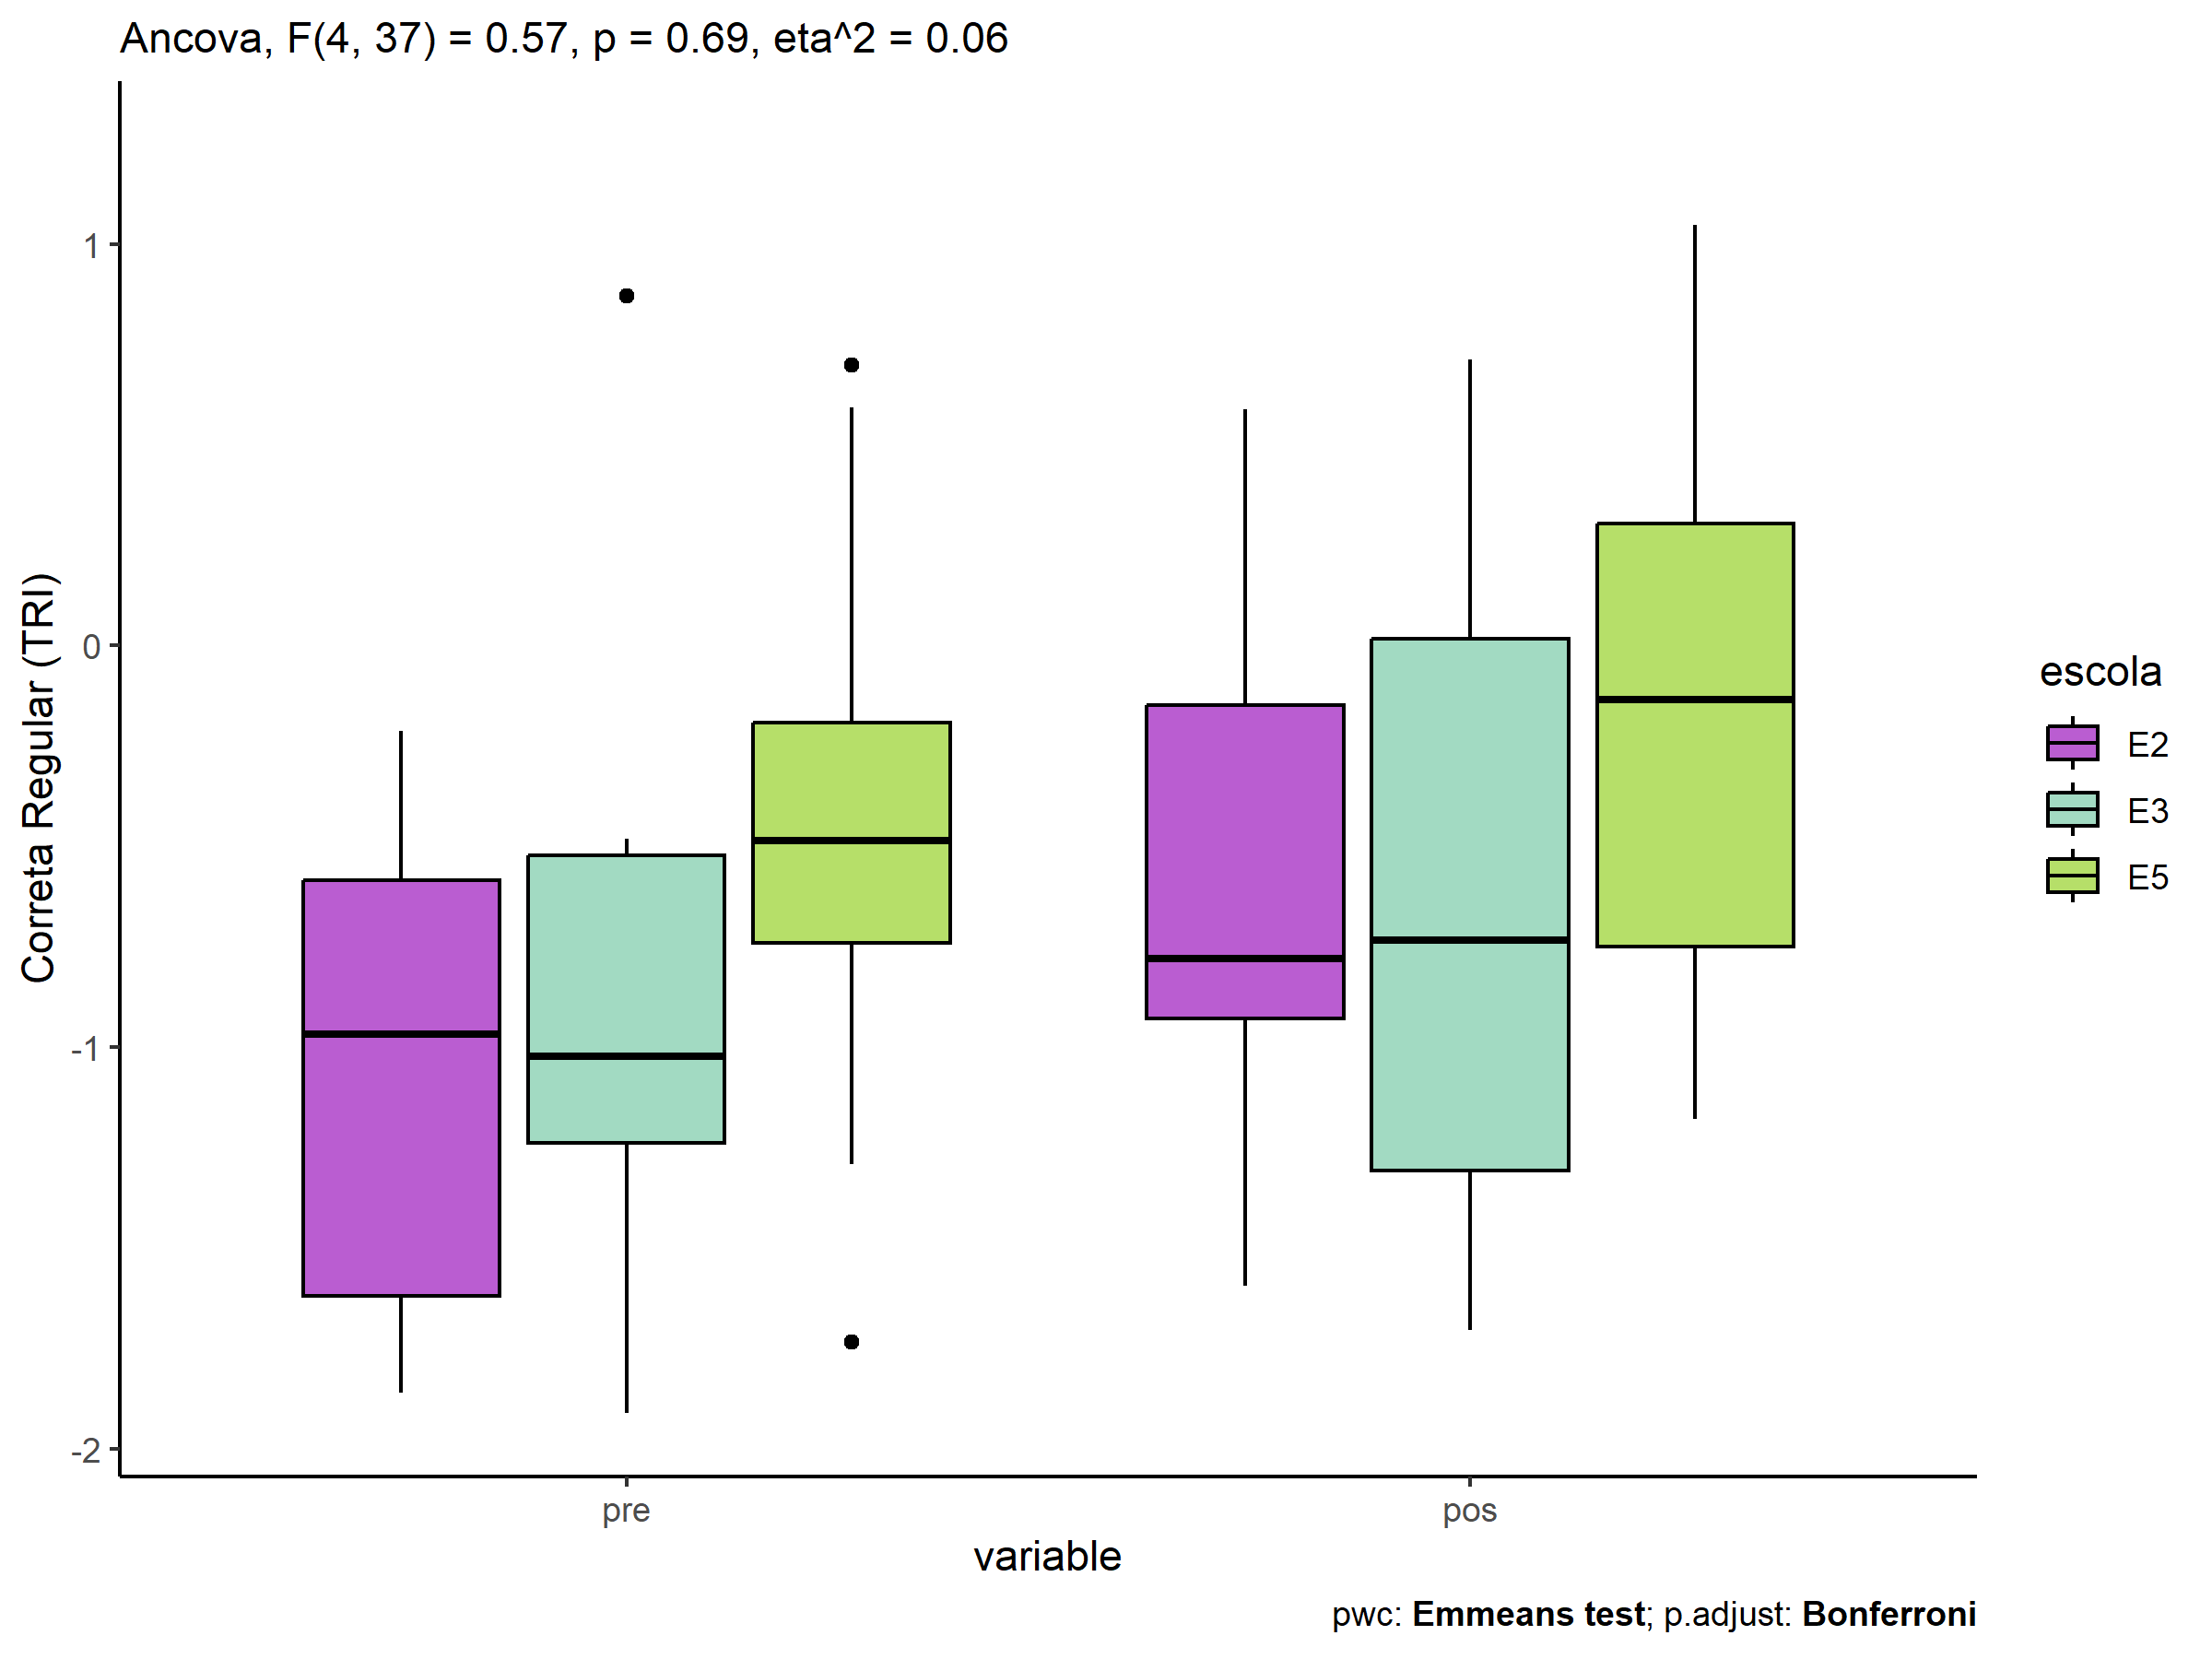 Ancova, F(4, 37) = 0.57, p = 0.69, eta^2 = 0.06
Correta Regular (TRI)
1
0
-1
-2
pre
pos
variable
escola
E2
E3
E5
pwc: Emmeans test; p.adjust: Bonferroni